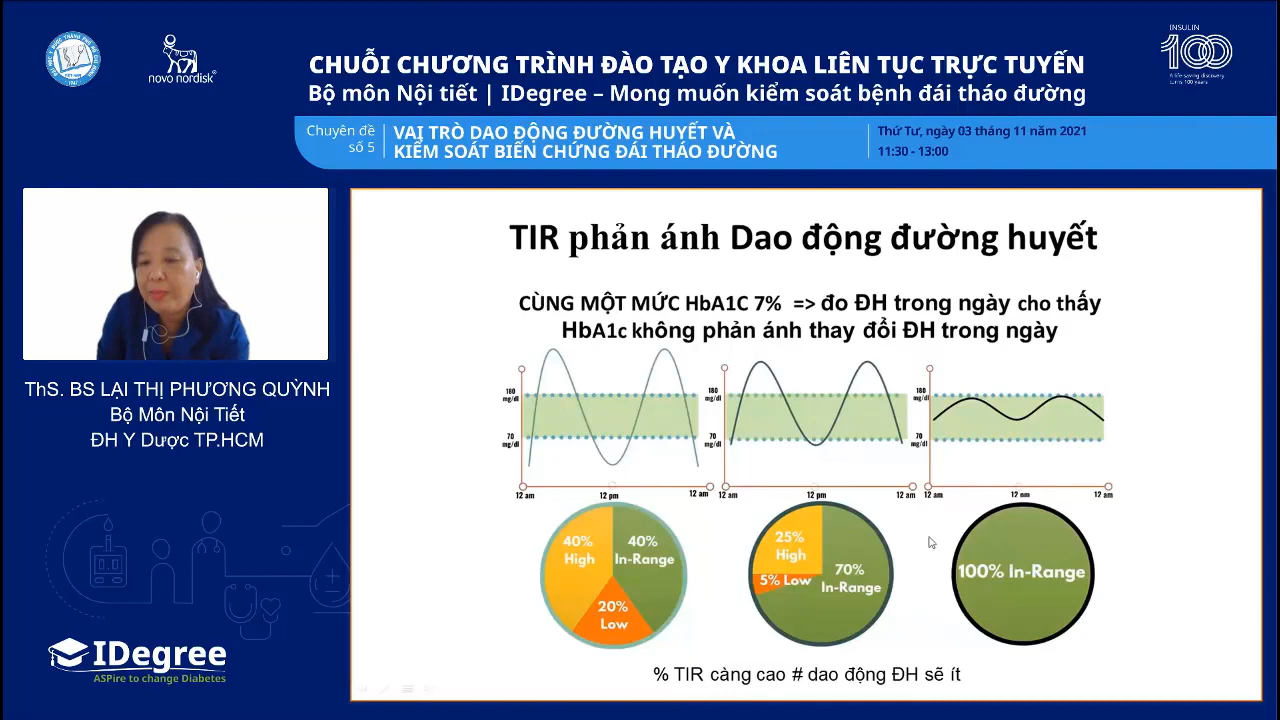 novo nordisk
INSULIN
100
A life-saving discovery
turns 100 years
CHUỖI CHƯƠNG TRÌNH ĐÀO TẠO Y KHOA LIÊN TỤC TRỰC TUYẾN
Bộ môn Nội tiết | IDegree – Mong muốn kiểm soát bệnh đái tháo đường
Chuyên đề
số 5
VAI TRÒ DAO ĐỘNG ĐƯỜNG HUYẾT VÀ
KIỂM SOÁT BIẾN CHỨNG ĐÁI THÁO ĐƯỜNG
Thứ Tư, ngày 03 tháng 11 năm 2021
11:30 - 13:00
ThS. BS LẠI THỊ PHƯƠNG QUỲNH
Bộ Môn Nội Tiết
ĐH Y Dược TP.HCM
IDegree
ASPire to change Diabetes
TIR phản ánh Dao động đường huyết
CÙNG MỘT MỨC HbA1C 7% => đo ĐH trong ngày cho thấy
HbA1c không phản ánh thay đổi ĐH trong ngày
180
mg/dl
70
mg/dl
12 am
12 pm
12 am
180
mg/dl
70
mg/dl
12 am
12 pm
12 am
180
mg/dl
70
mg/dl
12 am
12 pm
12 am
40%
High
40%
In-Range
20%
Low
25%
High
5% Low
70%
In-Range
100% In-Range
% TIR càng cao # dao động ĐH sẽ ít